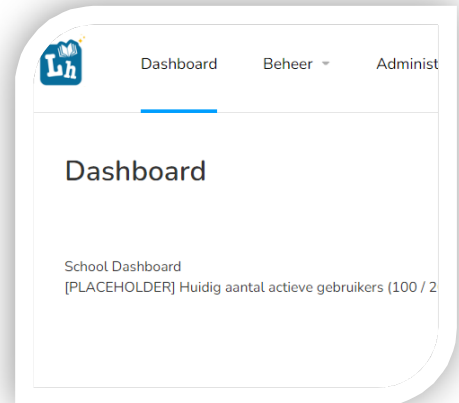 Lh
Dashboard Beheer Administ
Dashboard
School Dashboard
[PLACEHOLDER] Huidig aantal actieve gebruikers (100 / 2